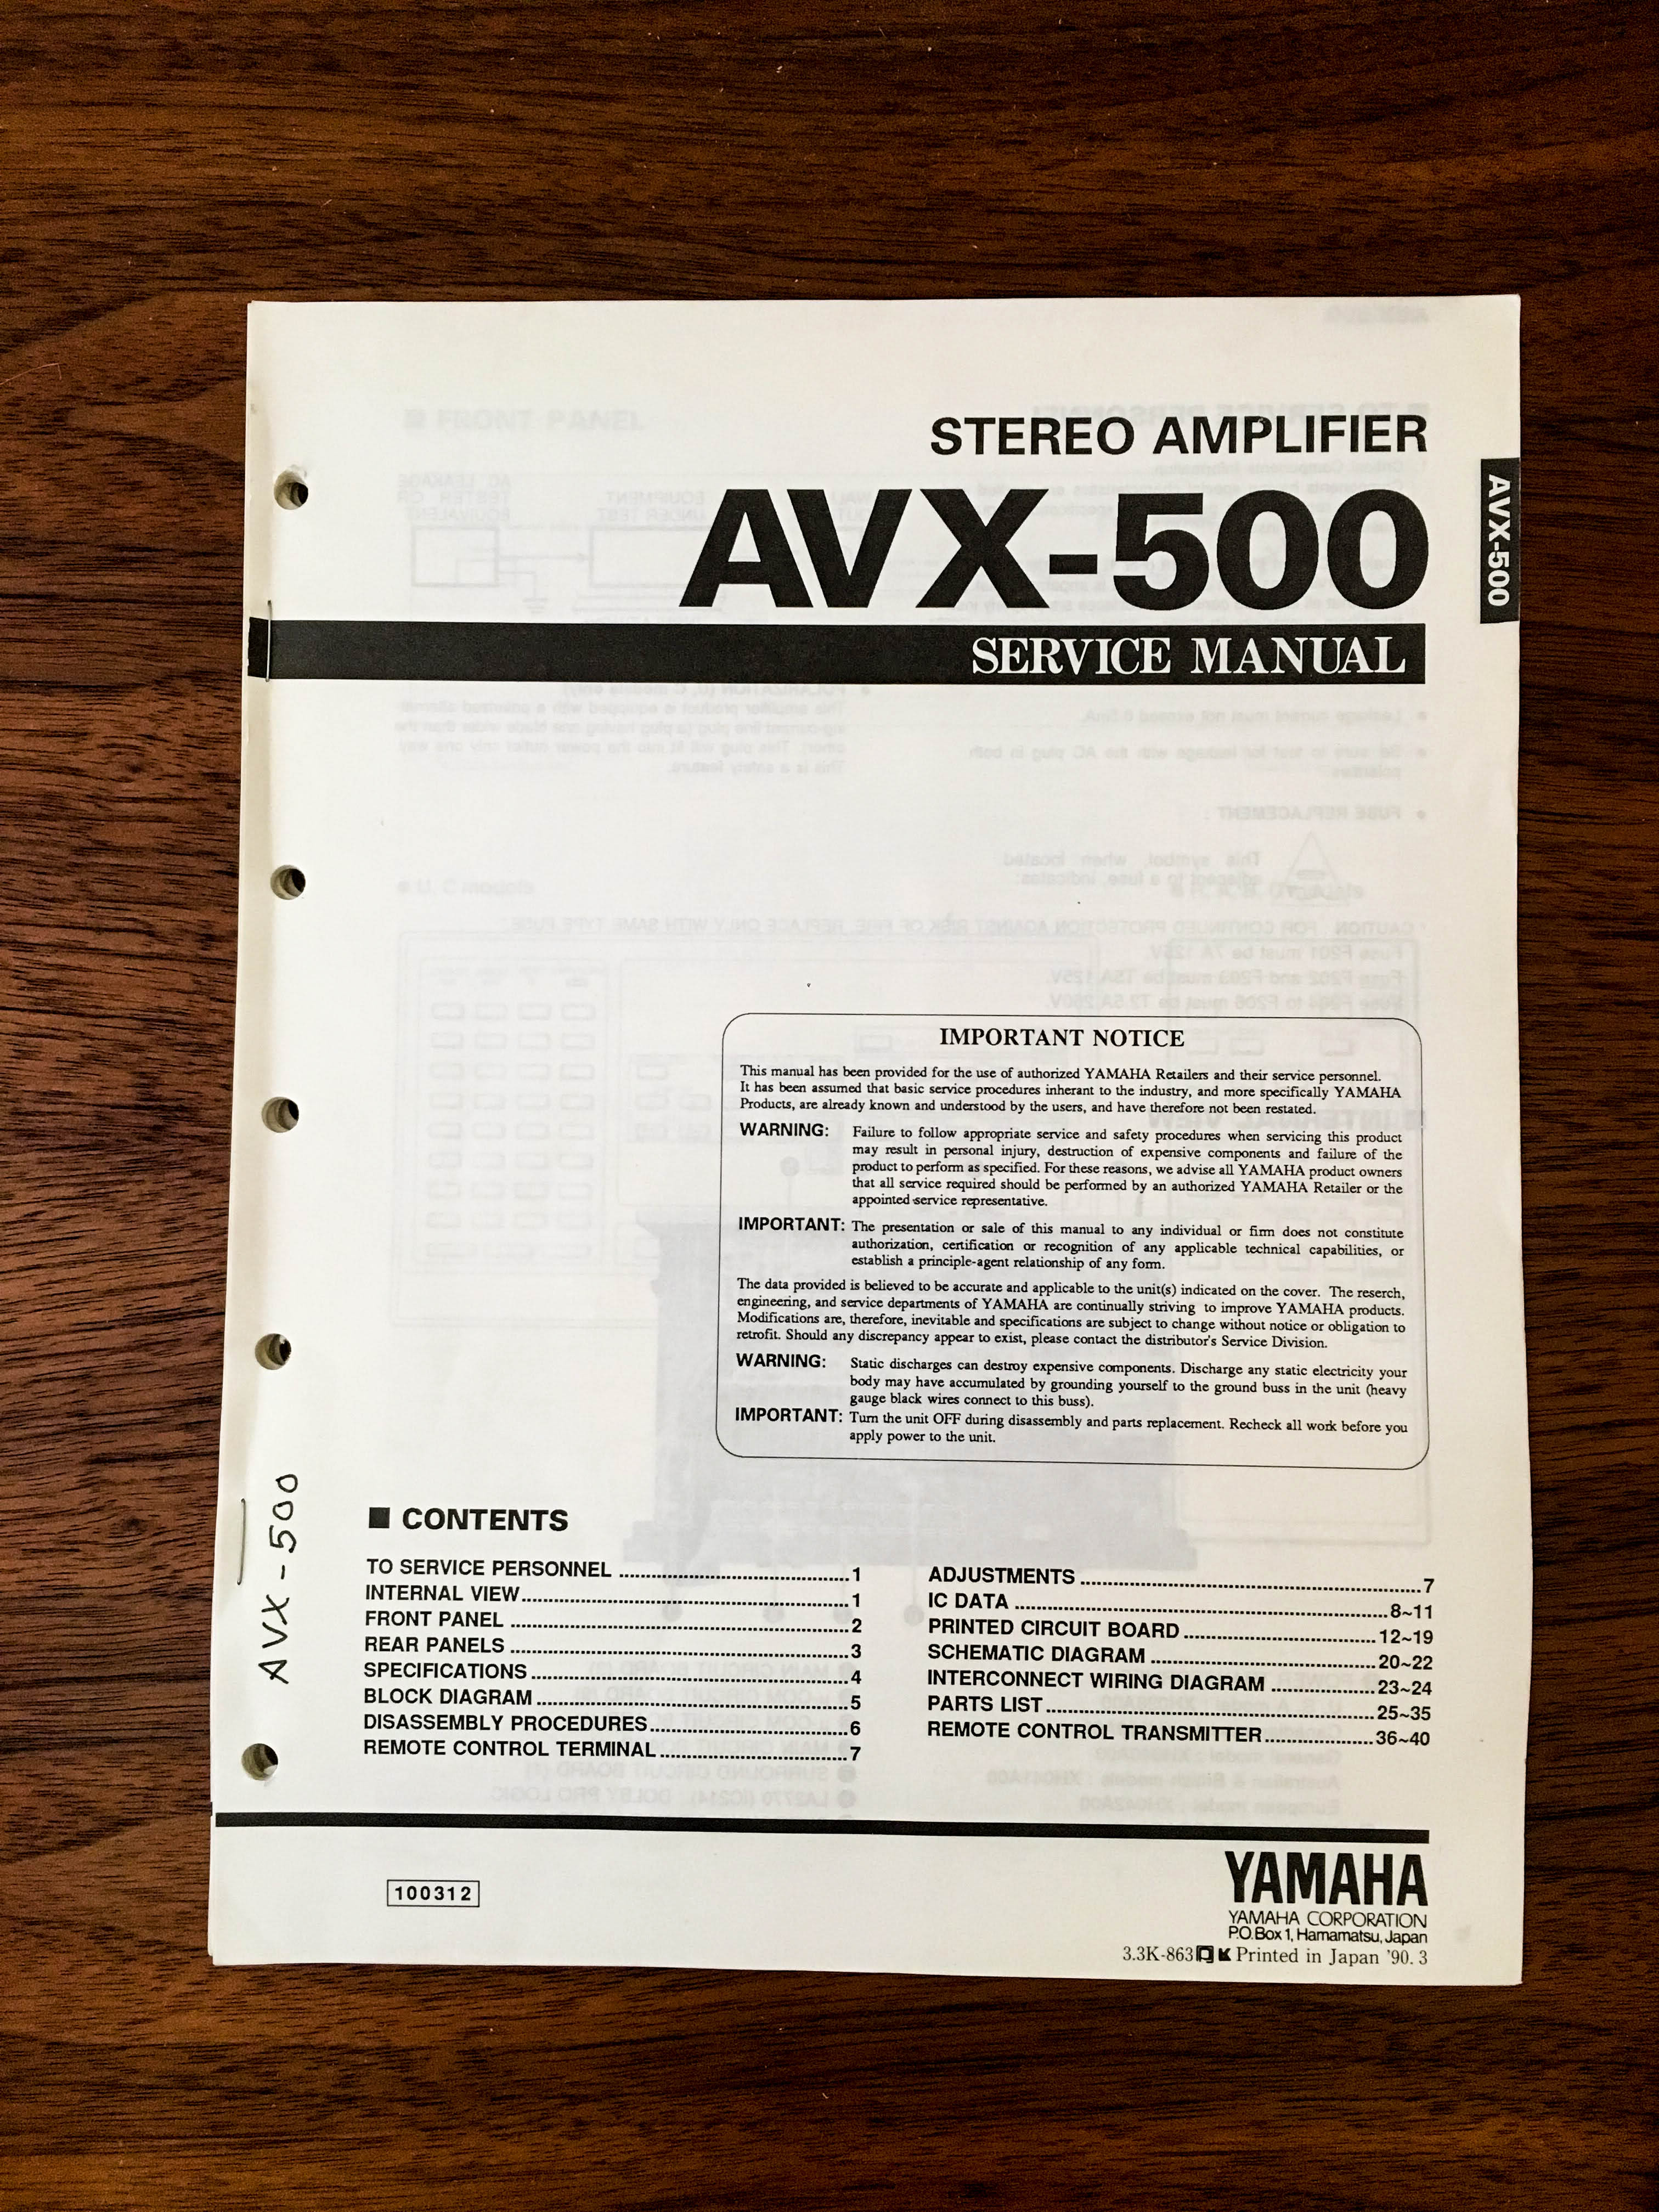 STEREO AMPLIFIER
AVX-500
AVX-500
SERVICE MANUAL
IMPORTANT NOTICE
This manual has been provided for the use of authorized YAMAHA Retailers and their service personnel.
It has been assumed that basic service procedures inherant to the industry, and more specifically YAMAHA
Products, are already known and understood by the users, and have therefore not been restated.
WARNING: Failure to follow appropriate service and safety procedures when servicing this product
may result in personal injury, destruction of expensive components and failure of the
product to perform as specified. For these reasons, we advise all YAMAHA product owners
that all service required should be performed by an authorized YAMAHA Retailer or the
appointed service representative.
IMPORTANT: The presentation or sale of this manual to any individual or firm does not constitute
authorization, certification or recognition of any applicable technical capabilities, or
establish a principle-agent relationship of any form.
The data provided is believed to be accurate and applicable to the unit(s) indicated on the cover. The reserch,
engineering, and service departments of YAMAHA are continually striving to improve YAMAHA products.
Modifications are, therefore, inevitable and specifications are subject to change without notice or obligation to
retrofit. Should any discrepancy appear to exist, please contact the distributor's Service Division.
WARNING: Static discharges can destroy expensive components. Discharge any static electricity your
body may have accumulated by grounding yourself to the ground buss in the unit (heavy
gauge black wires connect to this buss).
IMPORTANT: Turn the unit OFF during disassembly and parts replacement. Recheck all work before you
apply power to the unit.
AVX-500
■ CONTENTS
TO SERVICE PERSONNEL ........ 1
INTERNAL VIEW ........ 1
FRONT PANEL ........ 2
REAR PANELS ........ 3
SPECIFICATIONS ........ 4
BLOCK DIAGRAM ........ 5
DISASSEMBLY PROCEDURES ........ 6
REMOTE CONTROL TERMINAL ........ 7
ADJUSTMENTS ........ 7
IC DATA ........ 8~11
PRINTED CIRCUIT BOARD ........ 12~19
SCHEMATIC DIAGRAM ........ 20~22
INTERCONNECT WIRING DIAGRAM ........ 23~24
PARTS LIST ........ 25~35
REMOTE CONTROL TRANSMITTER ........ 36~40
100312
YAMAHA
YAMAHA CORPORATION
P.O.Box 1, Hamamatsu, Japan
3.3K-863 Printed in Japan '90. 3